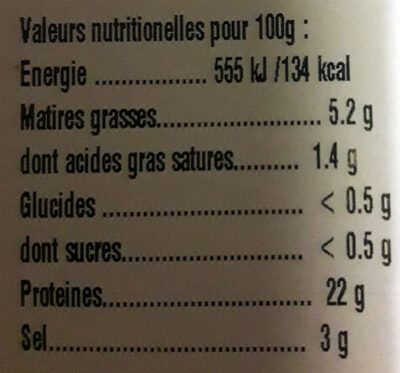 Valeurs nutritionelles pour 100g :
Energie ................ 555 kJ /134 kcal
Matires grasses........................ 5.2 g
dont acides gras satures.......... 1.4 g
Glucides ............................. < 0.5 g
dont sucres.......................... < 0.5 g
Proteines.............................. 22 g
Sel..................................... 3 g